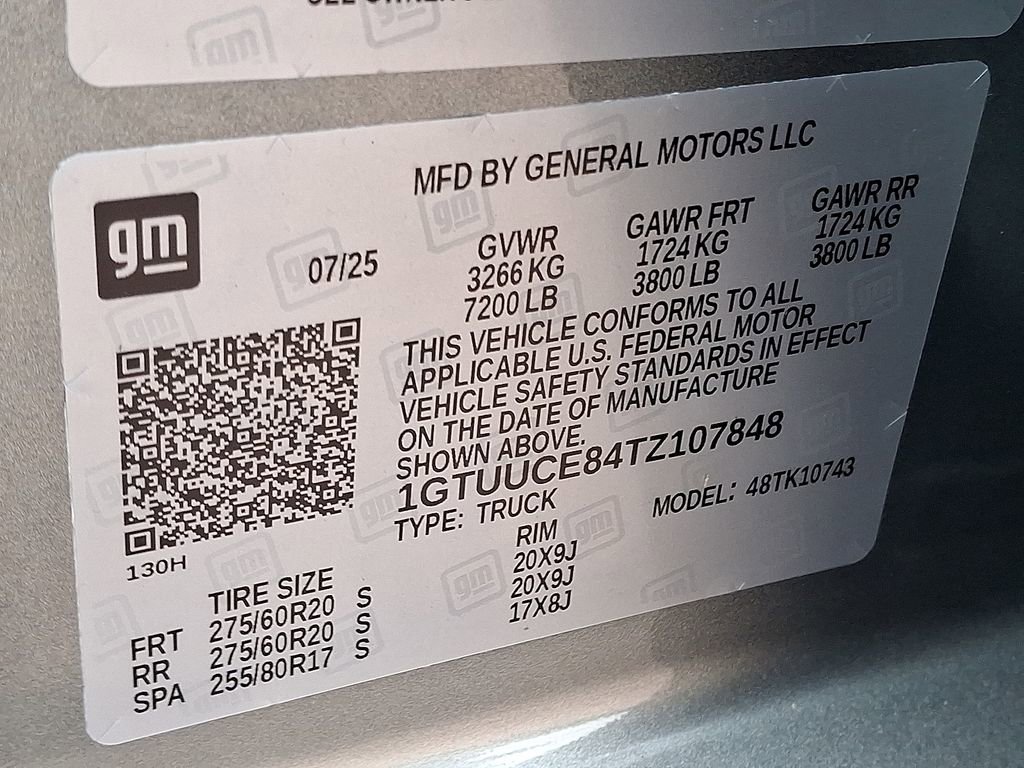 gm
MFD BY GENERAL MOTORS LLC
07/25
GVWR
3266 KG
7200 LB
GAWR FRT
1724 KG
3800 LB
GAWR RR
1724 KG
3800 LB
THIS VEHICLE CONFORMS TO ALL
APPLICABLE U.S. FEDERAL MOTOR
VEHICLE SAFETY STANDARDS IN EFFECT
ON THE DATE OF MANUFACTURE
SHOWN ABOVE.
1GTUUCE84TZ107848
TYPE: TRUCK
MODEL: 48TK10743
130H
TIRE SIZE RIM
FRT 275/60R20 S 20X9J
RR 275/60R20 S 20X9J
SPA 255/80R17 S 17X8J